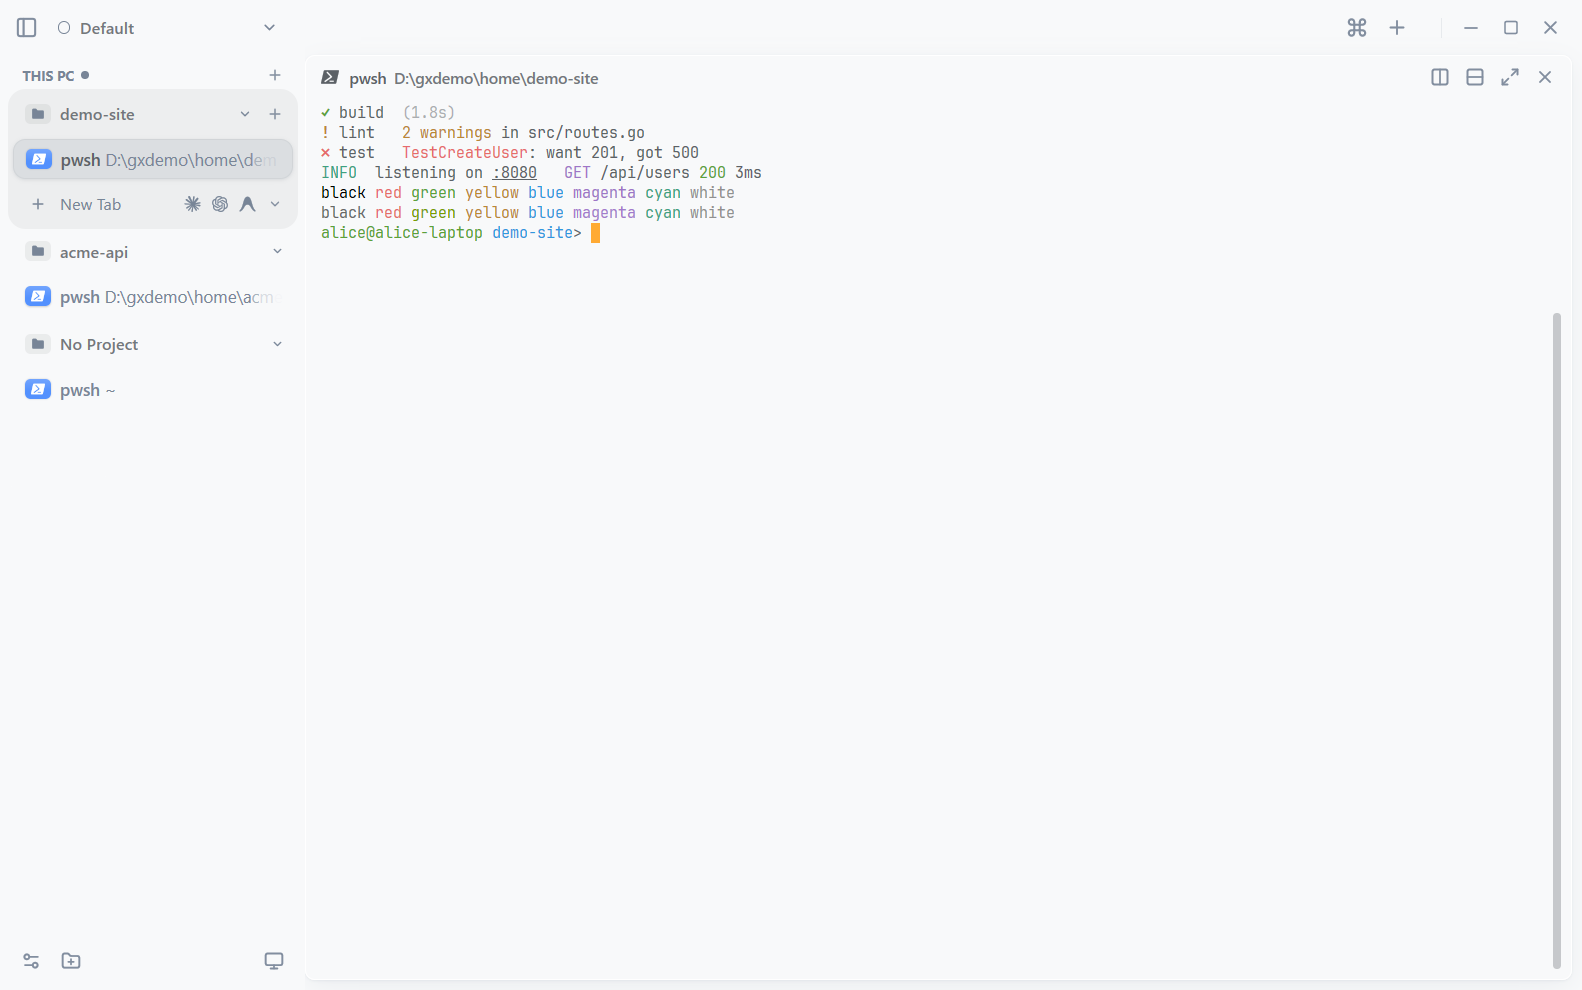 Default
THIS PC
demo-site
pwsh D:\gxdemo\home\dem
New Tab
acme-api
pwsh D:\gxdemo\home\acm
No Project
pwsh ~
pwsh D:\gxdemo\home\demo-site
✓ build (1.8s)
! lint 2 warnings in src/routes.go
× test TestCreateUser: want 201, got 500
INFO listening on :8080 GET /api/users 200 3ms
black red green yellow blue magenta cyan white
black red green yellow blue magenta cyan white
alice@alice-laptop demo-site>